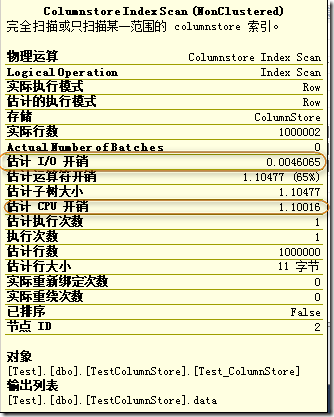 Columnstore Index Scan (NonClustered)
完全扫描或只扫描某一范围的 columnstore 索引。
物理运算 Columnstore Index Scan
Logical Operation Index Scan
实际执行模式 Row
估计的执行模式 Row
存储 ColumnStore
实际行数 1000002
Actual Number of Batches 0
估计 I/O 开销 0.0046065
估计运算符开销 1.10477 (65%)
估计子树大小 1.10477
估计 CPU 开销 1.10016
估计执行次数 1
执行次数 1
估计行数 1000000
估计行大小 11 字节
实际重新绑定次数 0
实际重绕次数 0
已排序 False
节点 ID 2
对象
[Test].[dbo].[TestColumnStore].[Test_ColumnStore]
输出列表
[Test].[dbo].[TestColumnStore].data